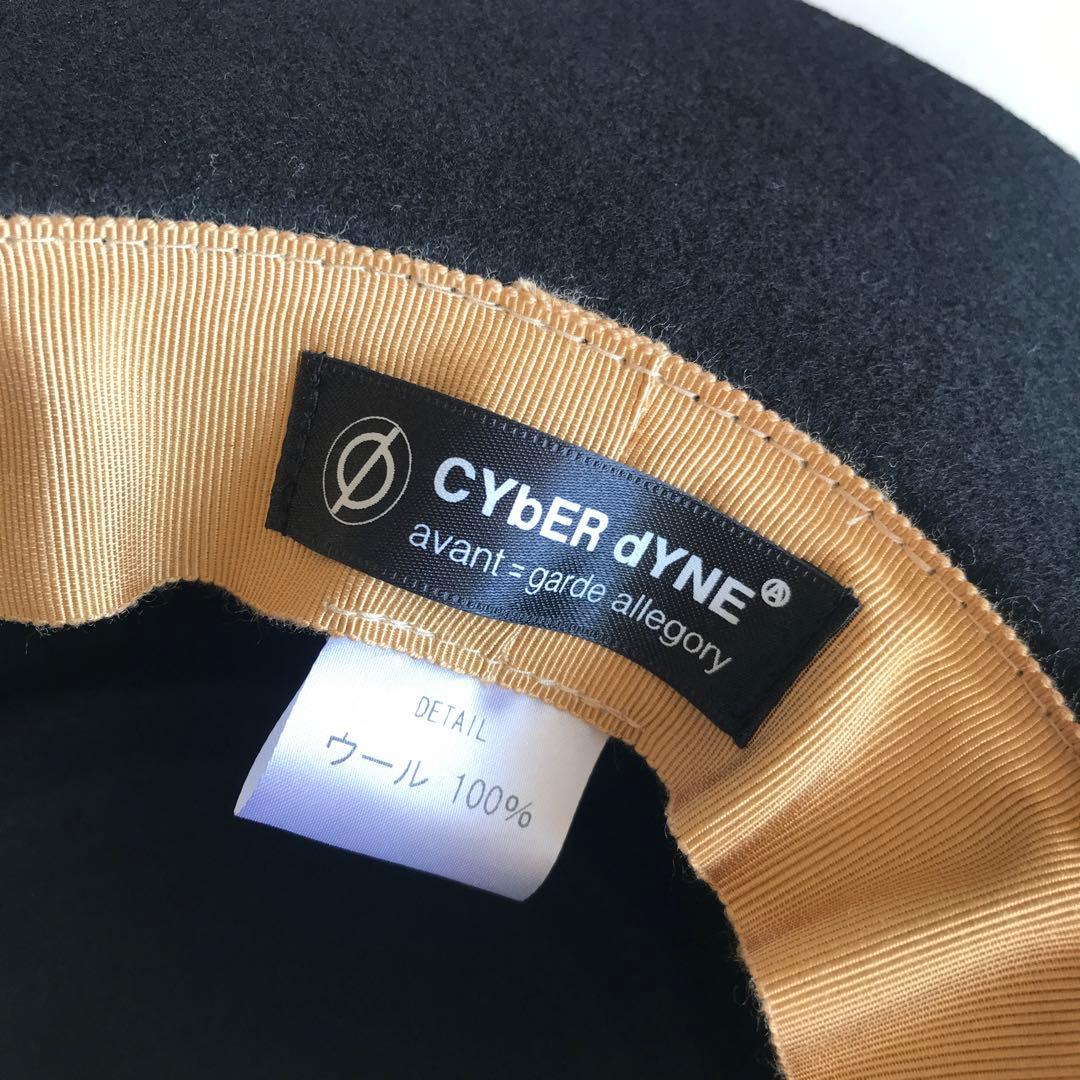 CYbER dYNE Ⓐ
avant=garde allegory
DETAIL
ウール 100%